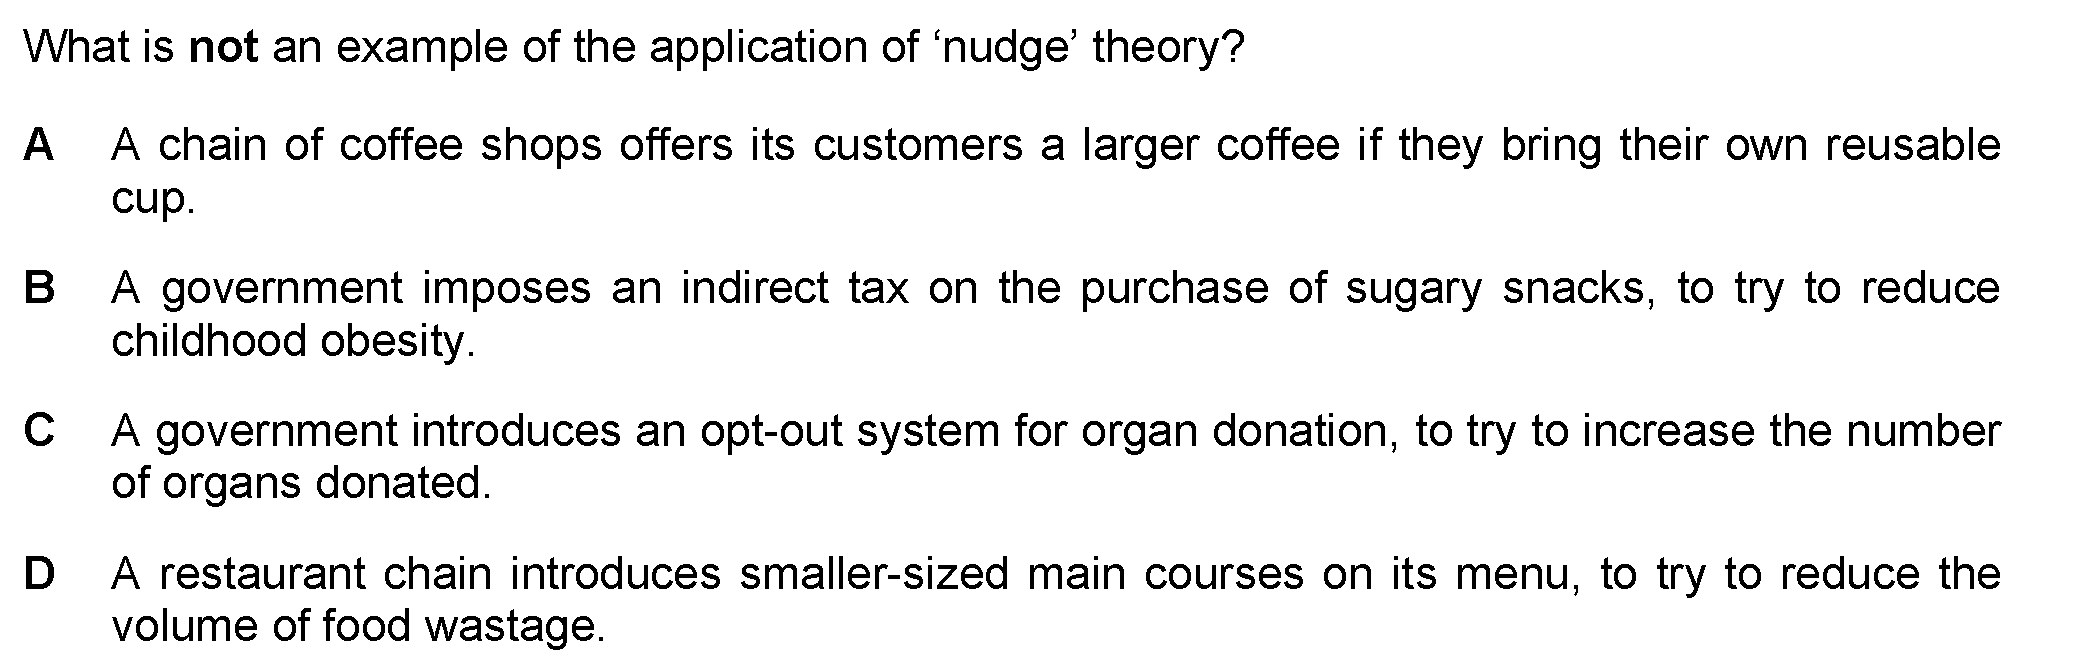 What is not an example of the application of ‘nudge’ theory?
A A chain of coffee shops offers its customers a larger coffee if they bring their own reusable
cup.
B A government imposes an indirect tax on the purchase of sugary snacks, to try to reduce
childhood obesity.
C A government introduces an opt-out system for organ donation, to try to increase the number
of organs donated.
D A restaurant chain introduces smaller-sized main courses on its menu, to try to reduce the
volume of food wastage.